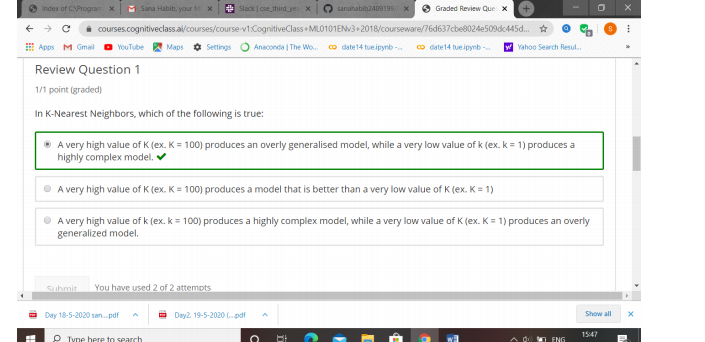 Index of C:\Program
Sana Habib, your M
Slack | cse_third_yea
sanahabib2489199
Graded Review Ques
courses.cognitiveclass.ai/courses/course-v1:CognitiveClass+ML0101ENv3+2018/courseware/76d637cbe8024e509dc445d...
Apps Gmail YouTube Maps Settings Anaconda | The Wo... date14 tue.ipynb -... date14 tue.ipynb -... Yahoo Search Resul... »
Review Question 1
1/1 point (graded)
In K-Nearest Neighbors, which of the following is true:
A very high value of K (ex. K = 100) produces an overly generalised model, while a very low value of k (ex. k = 1) produces a
highly complex model.
A very high value of K (ex. K = 100) produces a model that is better than a very low value of K (ex. K = 1)
A very high value of k (ex. k = 100) produces a highly complex model, while a very low value of K (ex. K = 1) produces an overly
generalized model.
Submit You have used 2 of 2 attempts
Day 18-5-2020 san....pdf Day2. 19-5-2020 (....pdf Show all
Type here to search ENG 15:47